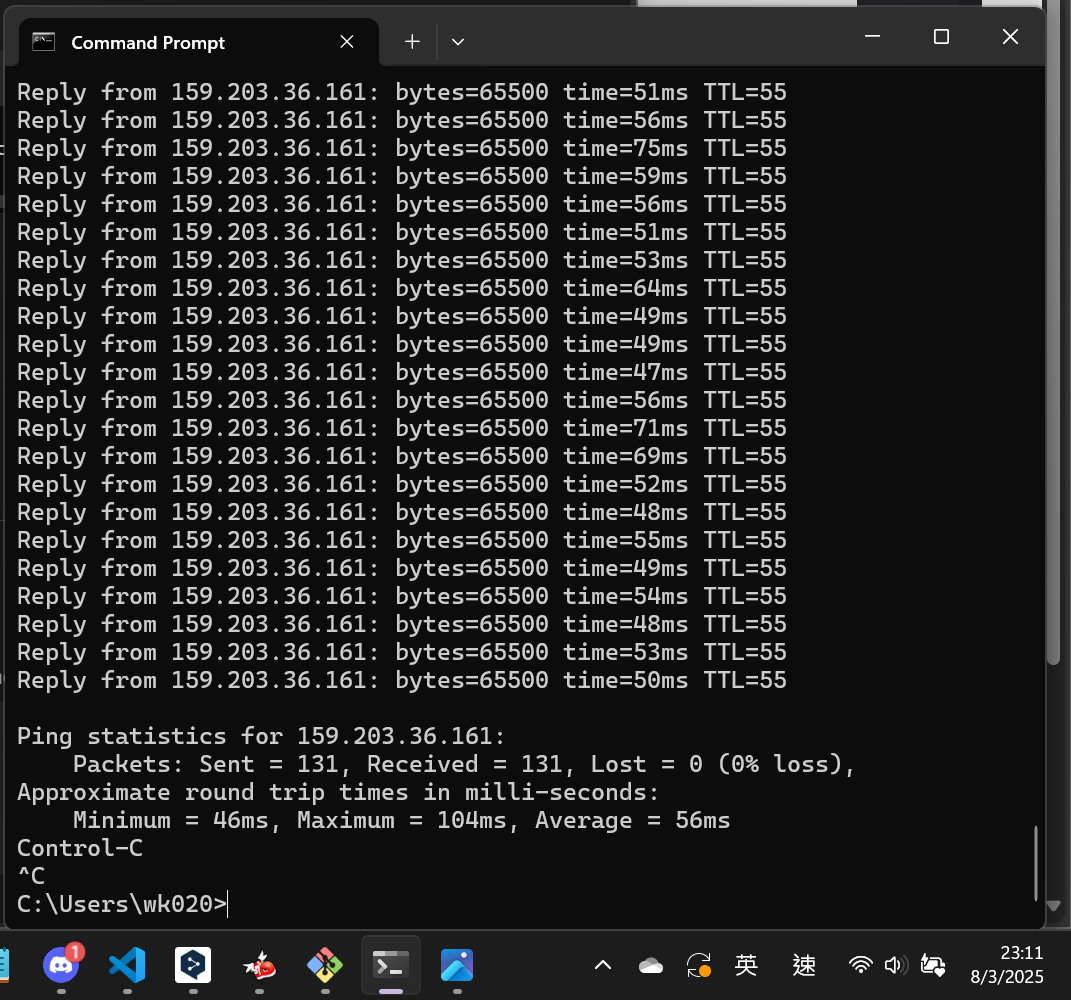 Command Prompt
Reply from 159.203.36.161: bytes=65500 time=51ms TTL=55
Reply from 159.203.36.161: bytes=65500 time=56ms TTL=55
Reply from 159.203.36.161: bytes=65500 time=75ms TTL=55
Reply from 159.203.36.161: bytes=65500 time=59ms TTL=55
Reply from 159.203.36.161: bytes=65500 time=56ms TTL=55
Reply from 159.203.36.161: bytes=65500 time=51ms TTL=55
Reply from 159.203.36.161: bytes=65500 time=53ms TTL=55
Reply from 159.203.36.161: bytes=65500 time=64ms TTL=55
Reply from 159.203.36.161: bytes=65500 time=49ms TTL=55
Reply from 159.203.36.161: bytes=65500 time=49ms TTL=55
Reply from 159.203.36.161: bytes=65500 time=47ms TTL=55
Reply from 159.203.36.161: bytes=65500 time=56ms TTL=55
Reply from 159.203.36.161: bytes=65500 time=71ms TTL=55
Reply from 159.203.36.161: bytes=65500 time=69ms TTL=55
Reply from 159.203.36.161: bytes=65500 time=52ms TTL=55
Reply from 159.203.36.161: bytes=65500 time=48ms TTL=55
Reply from 159.203.36.161: bytes=65500 time=55ms TTL=55
Reply from 159.203.36.161: bytes=65500 time=49ms TTL=55
Reply from 159.203.36.161: bytes=65500 time=54ms TTL=55
Reply from 159.203.36.161: bytes=65500 time=48ms TTL=55
Reply from 159.203.36.161: bytes=65500 time=53ms TTL=55
Reply from 159.203.36.161: bytes=65500 time=50ms TTL=55
Ping statistics for 159.203.36.161:
Packets: Sent = 131, Received = 131, Lost = 0 (0% loss),
Approximate round trip times in milli-seconds:
Minimum = 46ms, Maximum = 104ms, Average = 56ms
Control-C
^C
C:\Users\wk020>
1
英 速
23:11
8/3/2025